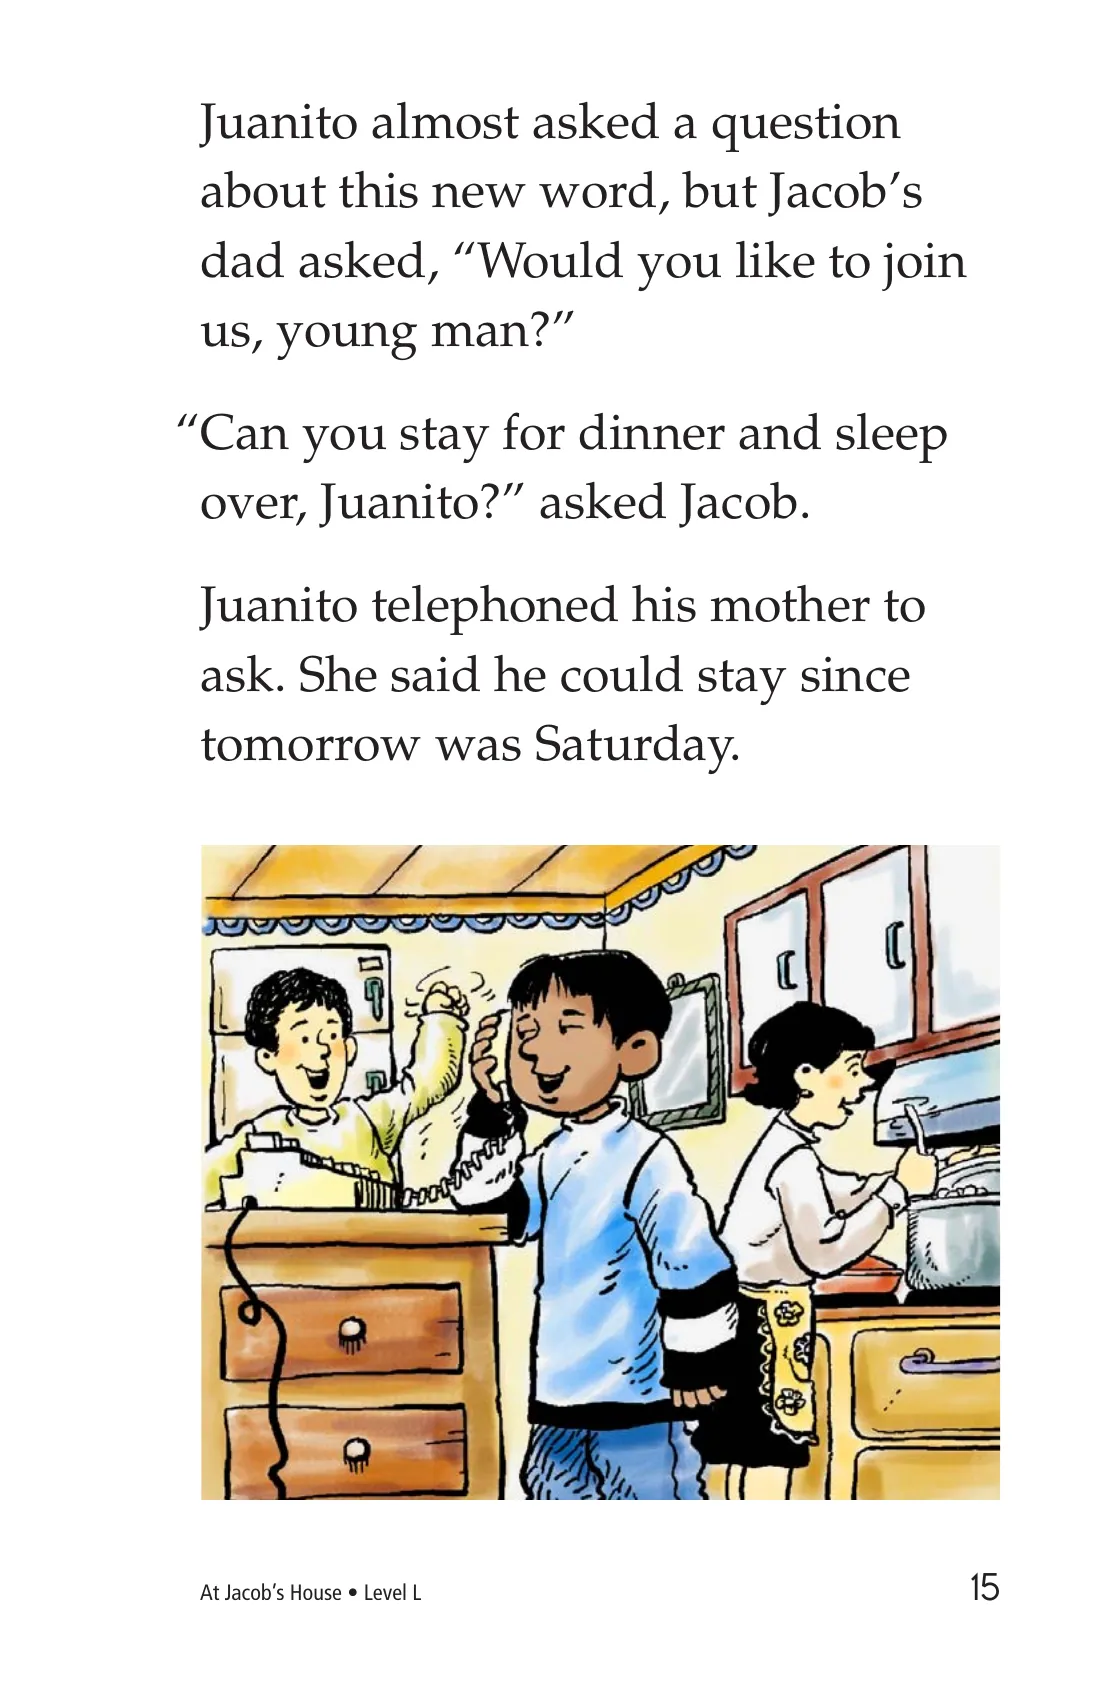 Juanito almost asked a question
about this new word, but Jacob’s
dad asked, “Would you like to join
us, young man?”
“Can you stay for dinner and sleep
over, Juanito?” asked Jacob.
Juanito telephoned his mother to
ask. She said he could stay since
tomorrow was Saturday.
At Jacob’s House • Level L
15